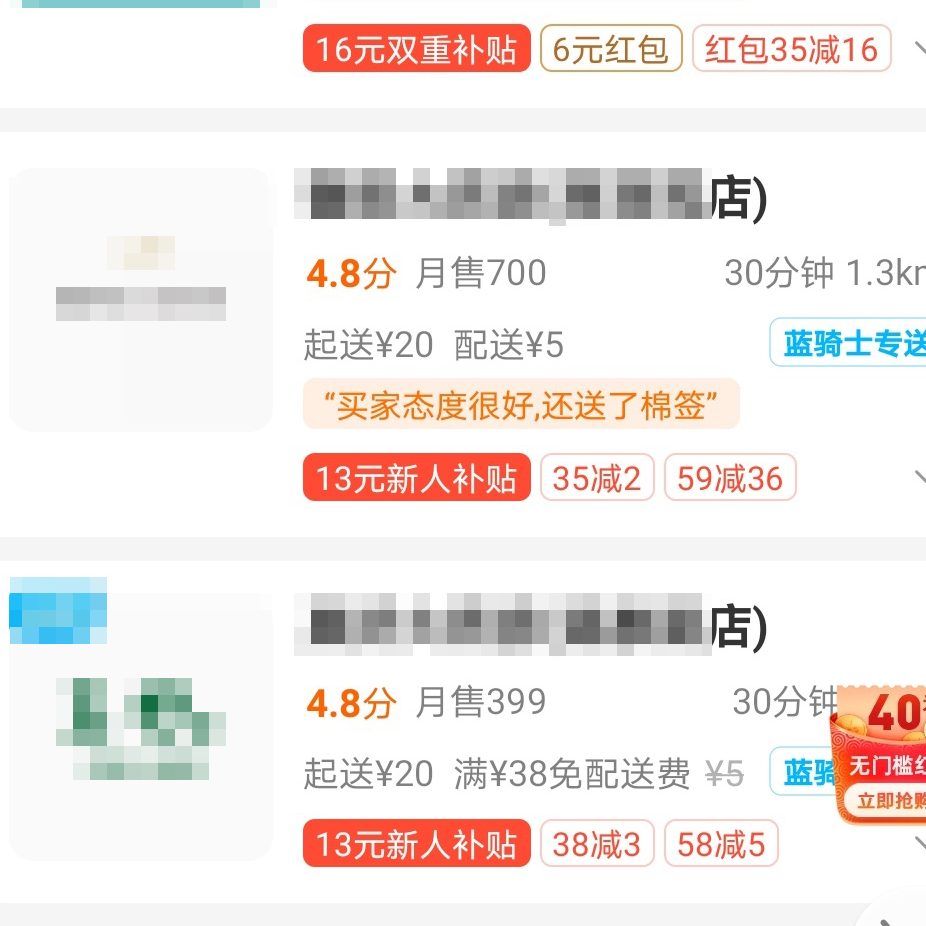 16元双重补贴 6元红包 红包35减16
店)
4.8分 月售700 30分钟 1.3k
起送¥20 配送¥5 蓝骑士专送
“买家态度很好,还送了棉签”
13元新人补贴 35减2 59减36
店)
4.8分 月售399 30分钟
40
起送¥20 满¥38免配送费 ¥5 蓝骑
无门槛红
立即抢购
13元新人补贴 38减3 58减5